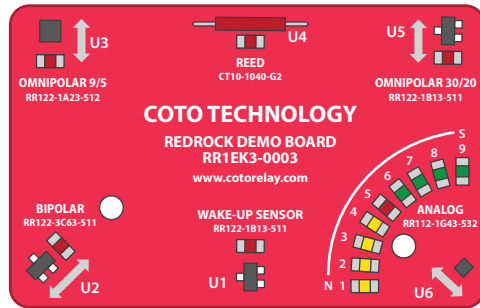 U3
U4
U5
REED
CT10-1040-G2
OMNIPOLAR 9/5
RR122-1A23-512
OMNIPOLAR 30/20
RR122-1B13-511
COTO TECHNOLOGY
REDROCK DEMO BOARD
RR1EK3-0003
www.cotorelay.com
S
9
8
7
6
5
4
3
2
N 1
BIPOLAR
RR122-3C63-511
WAKE-UP SENSOR
RR122-1B13-511
ANALOG
RR112-1G43-532
U2
U1
U6